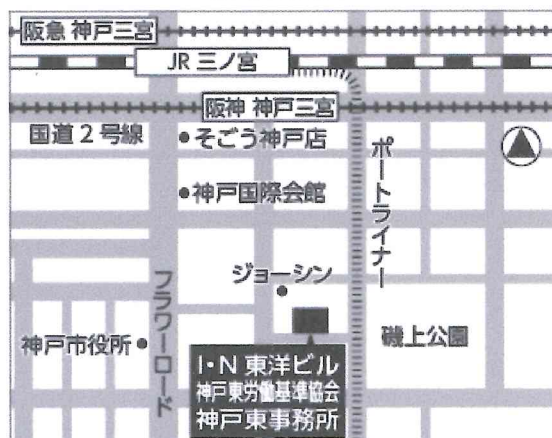 阪急 神戸三宮
JR 三ノ宮
阪神 神戸三宮
国道2号線
そごう神戸店
神戸国際会館
ポートライナー
ジョーシン
フラワーロード
神戸市役所
磯上公園
I・N 東洋ビル
神戸東労働基準協会
神戸東事務所